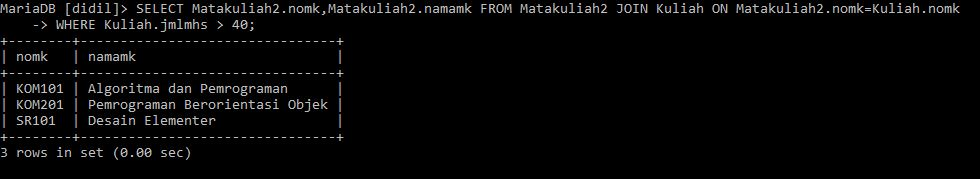 MariaDB [didil]> SELECT Matakuliah2.nomk,Matakuliah2.namamk FROM Matakuliah2 JOIN Kuliah ON Matakuliah2.nomk=Kuliah.nomk
    -> WHERE Kuliah.jmlmhs > 40;
+--------+-------------------------------+
| nomk   | namamk                        |
+--------+-------------------------------+
| KOM101 | Algoritma dan Pemrograman     |
| KOM201 | Pemrograman Berorientasi Objek |
| SR101  | Desain Elementer              |
+--------+-------------------------------+
3 rows in set (0.00 sec)